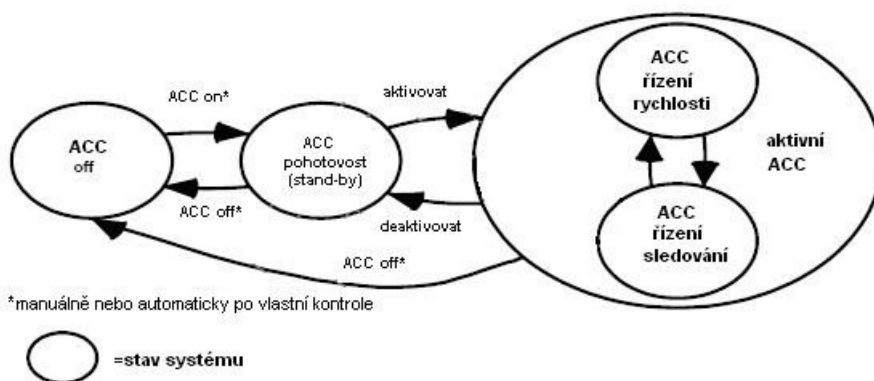 ACC
řízení
rychlosti
ACC on*
aktivovat
ACC
off
ACC
pohotovost
(stand-by)
aktivní
ACC
ACC off*
deaktivovat
ACC
řízení
sledování
ACC off*
*manuálně nebo automaticky po vlastní kontrole
=stav systému